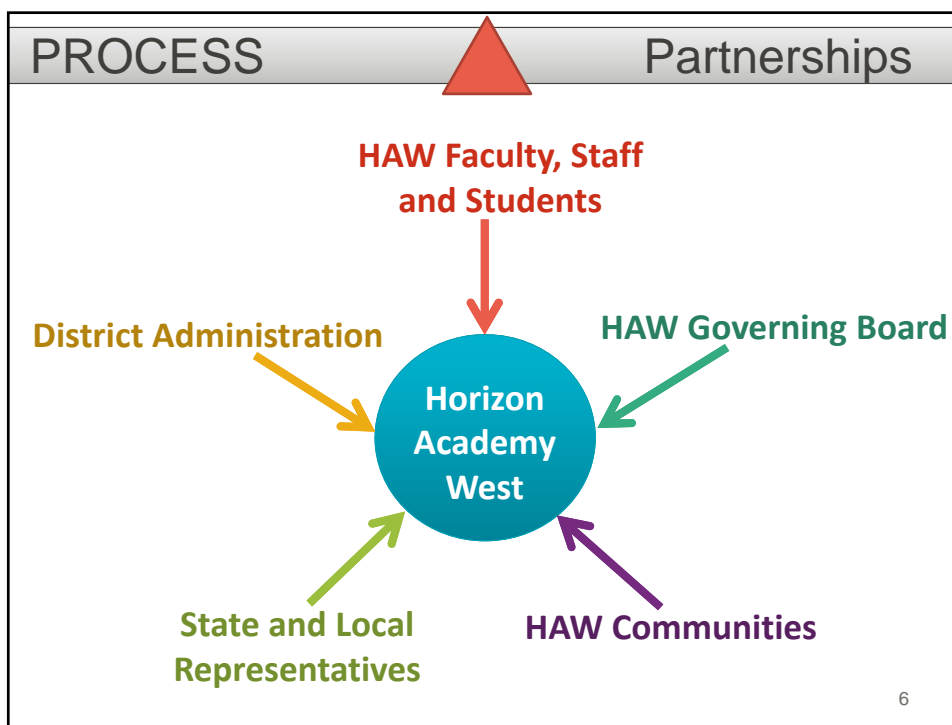 PROCESS
Partnerships
HAW Faculty, Staff
and Students
District Administration
HAW Governing Board
Horizon
Academy
West
State and Local
Representatives
HAW Communities
6